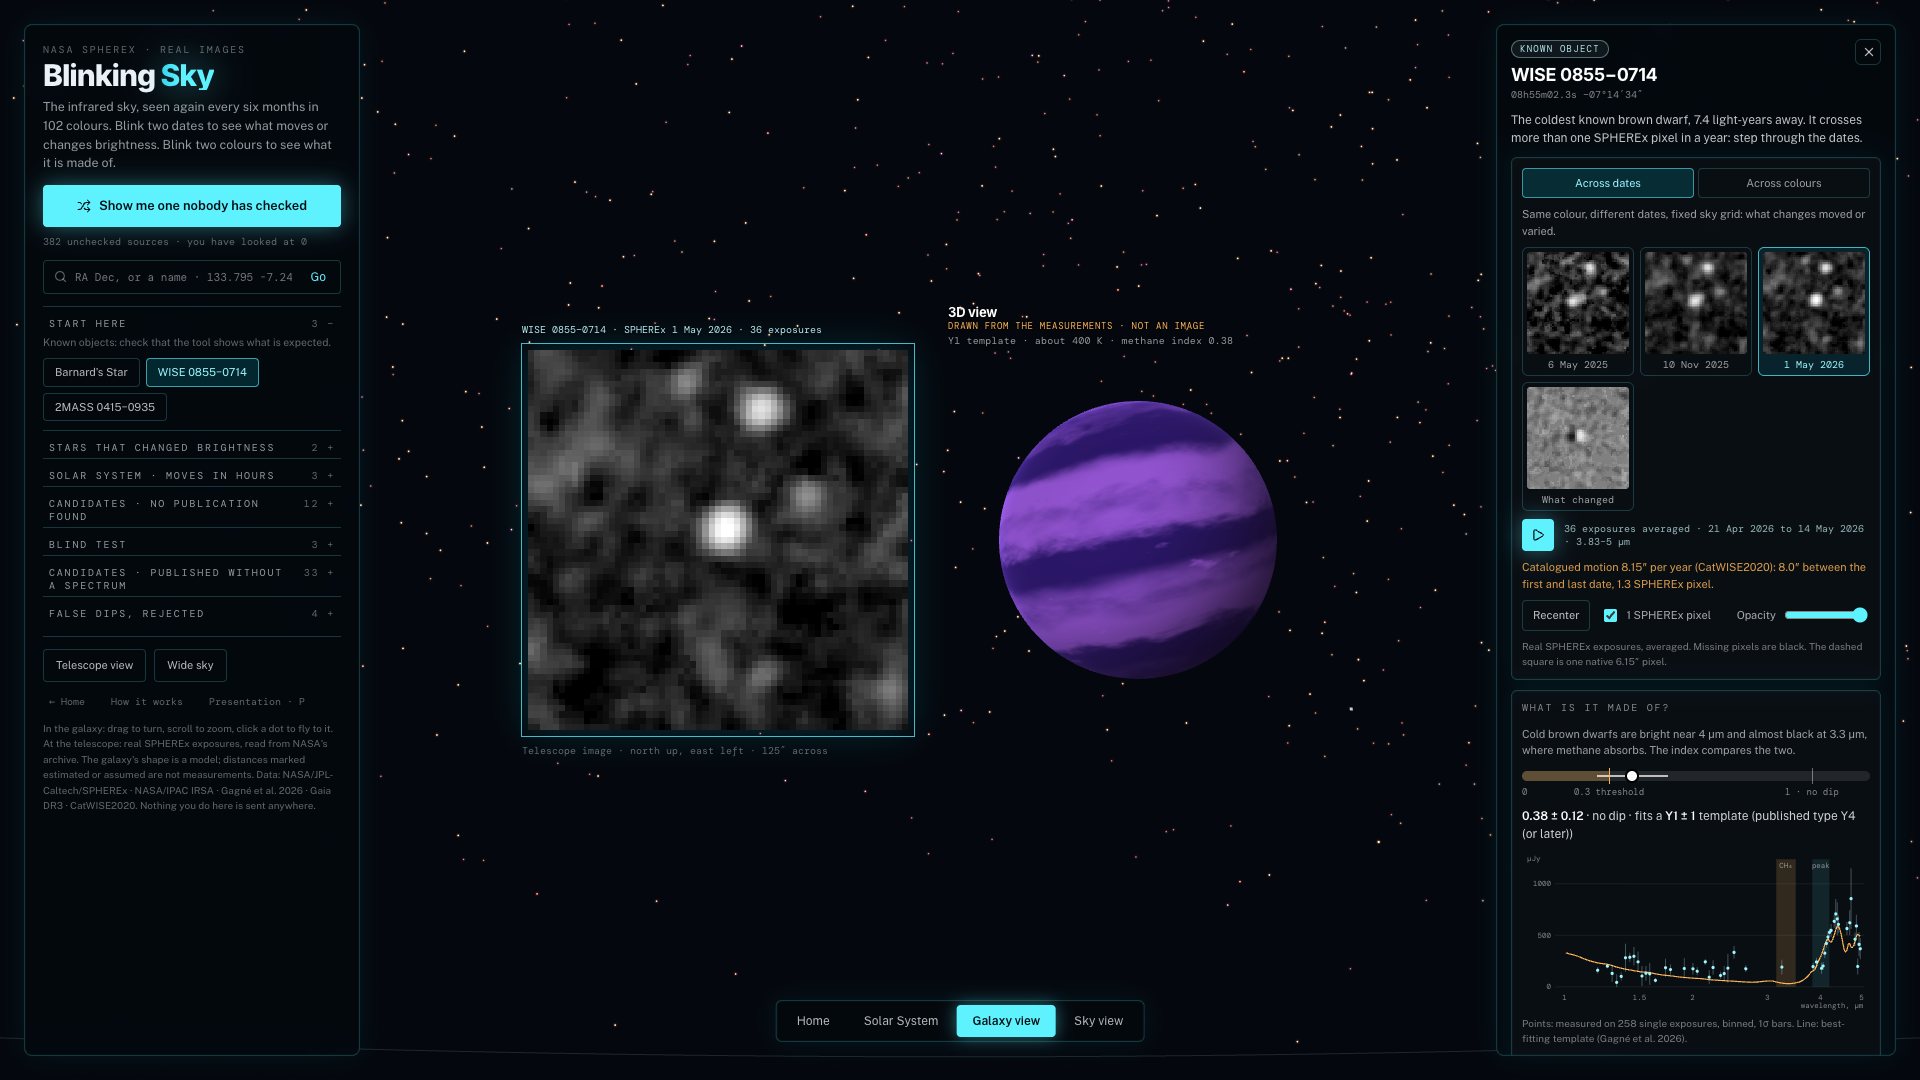 NASA SPHEREX · REAL IMAGES
Blinking Sky
The infrared sky, seen again every six months in
102 colours. Blink two dates to see what moves or
changes brightness. Blink two colours to see what
it is made of.
Show me one nobody has checked
382 unchecked sources · you have looked at 0
RA Dec, or a name · 133.795 -7.24
Go
START HERE 3 −
Known objects: check that the tool shows what is expected.
Barnard's Star
WISE 0855−0714
2MASS 0415−0935
STARS THAT CHANGED BRIGHTNESS 2 +
SOLAR SYSTEM · MOVES IN HOURS 3 +
CANDIDATES · NO PUBLICATION
FOUND 12 +
BLIND TEST 3 +
CANDIDATES · PUBLISHED WITHOUT
A SPECTRUM 33 +
FALSE DIPS, REJECTED 4 +
Telescope view
Wide sky
← Home
How it works
Presentation · P
In the galaxy: drag to turn, scroll to zoom, click a dot to fly to it.
At the telescope: real SPHEREx exposures, read from NASA's
archive. The galaxy's shape is a model; distances marked
estimated or assumed are not measurements. Data: NASA/JPL-
Caltech/SPHEREx · NASA/IPAC IRSA · Gagné et al. 2026 · Gaia
DR3 · CatWISE2020. Nothing you do here is sent anywhere.
WISE 0855−0714 · SPHEREx 1 May 2026 · 36 exposures
Telescope image · north up, east left · 125″ across
3D view
DRAWN FROM THE MEASUREMENTS · NOT AN IMAGE
Y1 template · about 400 K · methane index 0.38
Home
Solar System
Galaxy view
Sky view
KNOWN OBJECT
WISE 0855−0714
08h55m02.3s −07°14′34″
The coldest known brown dwarf, 7.4 light-years away. It crosses
more than one SPHEREx pixel in a year: step through the dates.
Across dates
Across colours
Same colour, different dates, fixed sky grid: what changes moved or
varied.
6 May 2025
10 Nov 2025
1 May 2026
What changed
36 exposures averaged · 21 Apr 2026 to 14 May 2026
· 3.83–5 µm
Catalogued motion 8.15″ per year (CatWISE2020): 8.0″ between the
first and last date, 1.3 SPHEREx pixel.
Recenter
1 SPHEREx pixel
Opacity
Real SPHEREx exposures, averaged. Missing pixels are black. The dashed
square is one native 6.15″ pixel.
WHAT IS IT MADE OF?
Cold brown dwarfs are bright near 4 µm and almost black at 3.3 µm,
where methane absorbs. The index compares the two.
0
0.3 threshold
1 · no dip
0.38 ± 0.12 · no dip · fits a Y1 ± 1 template (published type Y4
(or later))
µJy
CH₄
peak
1000
500
0
1
1.5
2
3
4
5
wavelength, µm
Points: measured on 258 single exposures, binned, 1σ bars. Line: best-
fitting template (Gagné et al. 2026).